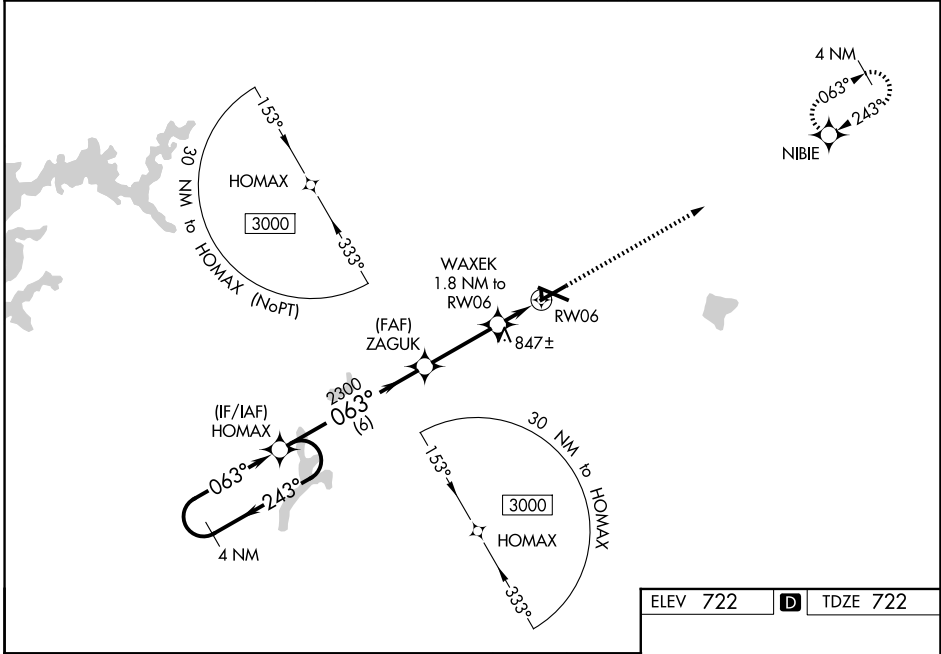 4 NM
063°
243°
NIBIE
153°
HOMAX
3000
333°
30 NM to HOMAX (NoPT)
WAXEK
1.8 NM to
RW06
RW06
847±
(FAF)
ZAGUK
2300
063°
(6)
(IF/IAF)
HOMAX
063°
243°
4 NM
30 NM to HOMAX
153°
3000
HOMAX
333°
ELEV 722 D TDZE 722